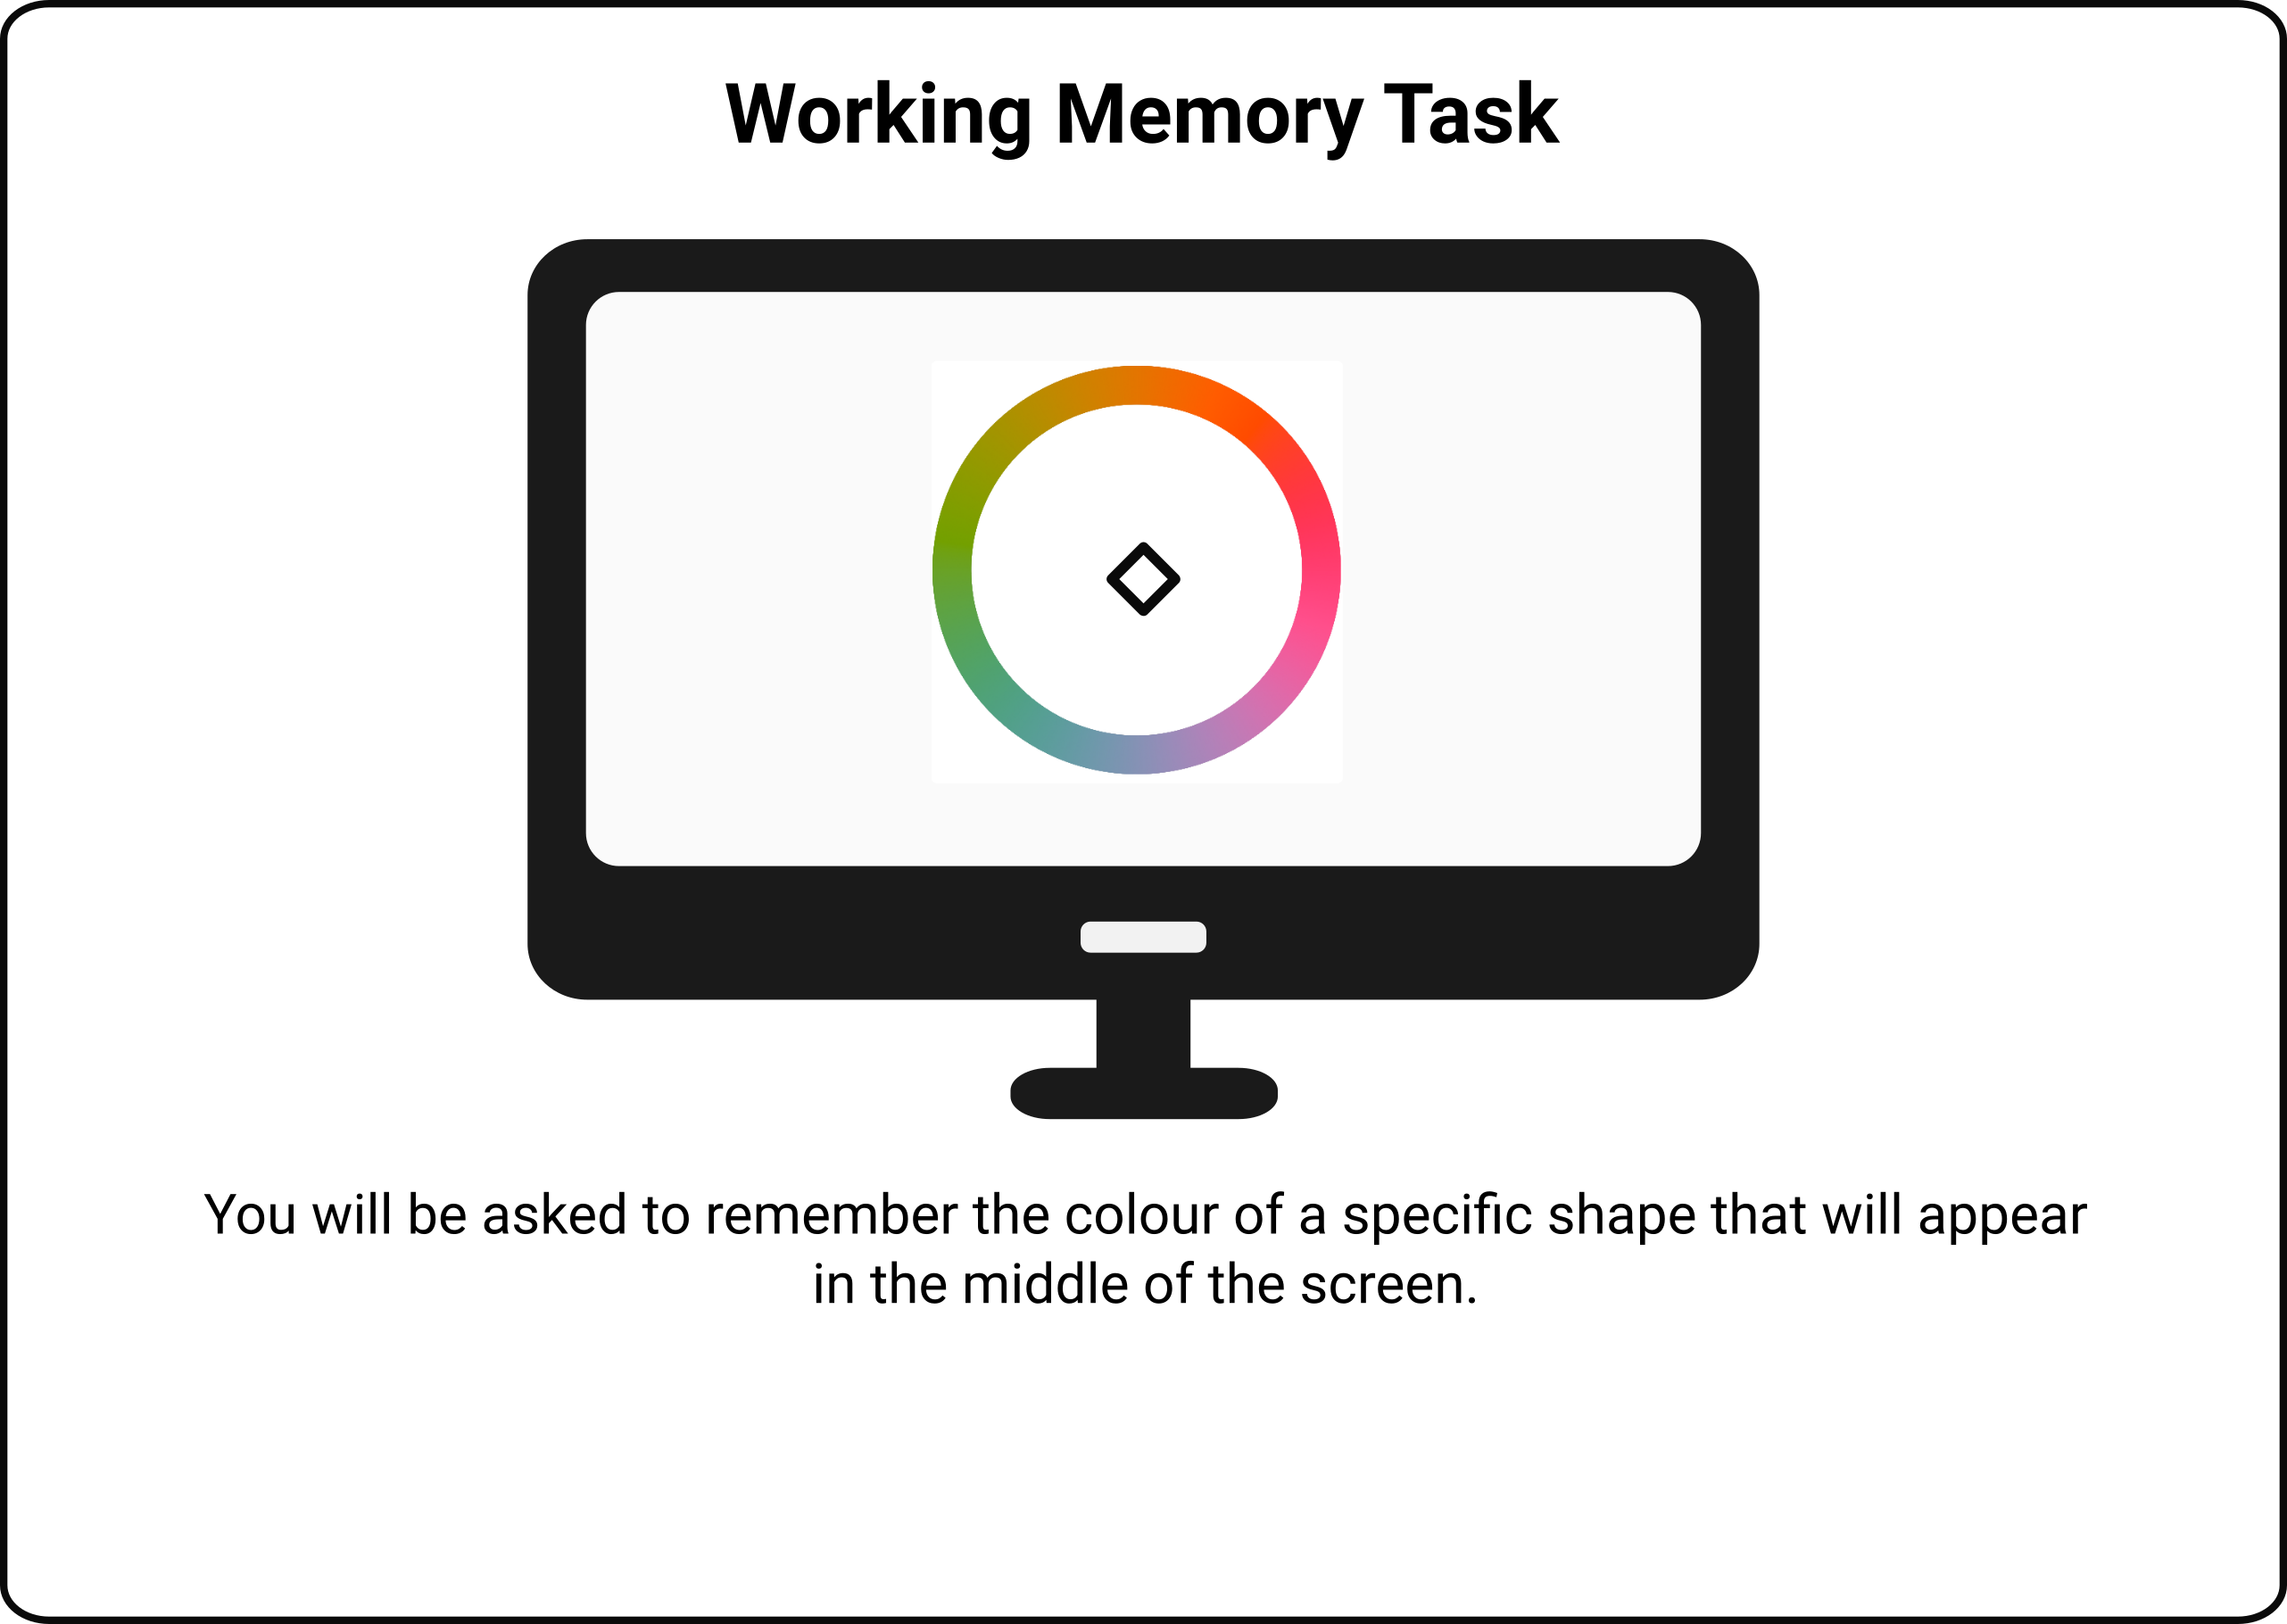 Working Memory Task
You will be asked to remember the colour of a specific shape that will appear
in the middle of the screen.